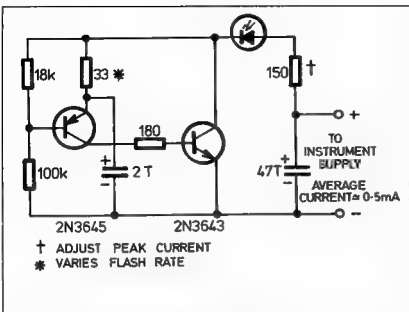 18k
33 *
150 †
+
180
TO
INSTRUMENT
SUPPLY
100k
+
2T
-
47T
+
-
AVERAGE
CURRENT≃ 0·5mA
-
2N3645
2N3643
† ADJUST PEAK CURRENT
* VARIES FLASH RATE